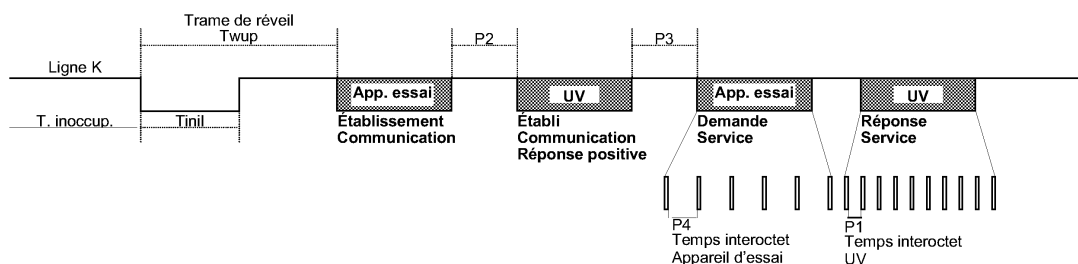 Trame de réveil
Twup
P2
P3
Ligne K
App. essai
UV
App. essai
UV
T. inoccup.
Tinil
Établissement
Communication
Établi
Communication
Réponse positive
Demande
Service
Réponse
Service
P4
Temps interoctet
Appareil d'essai
P1
Temps interoctet
UV